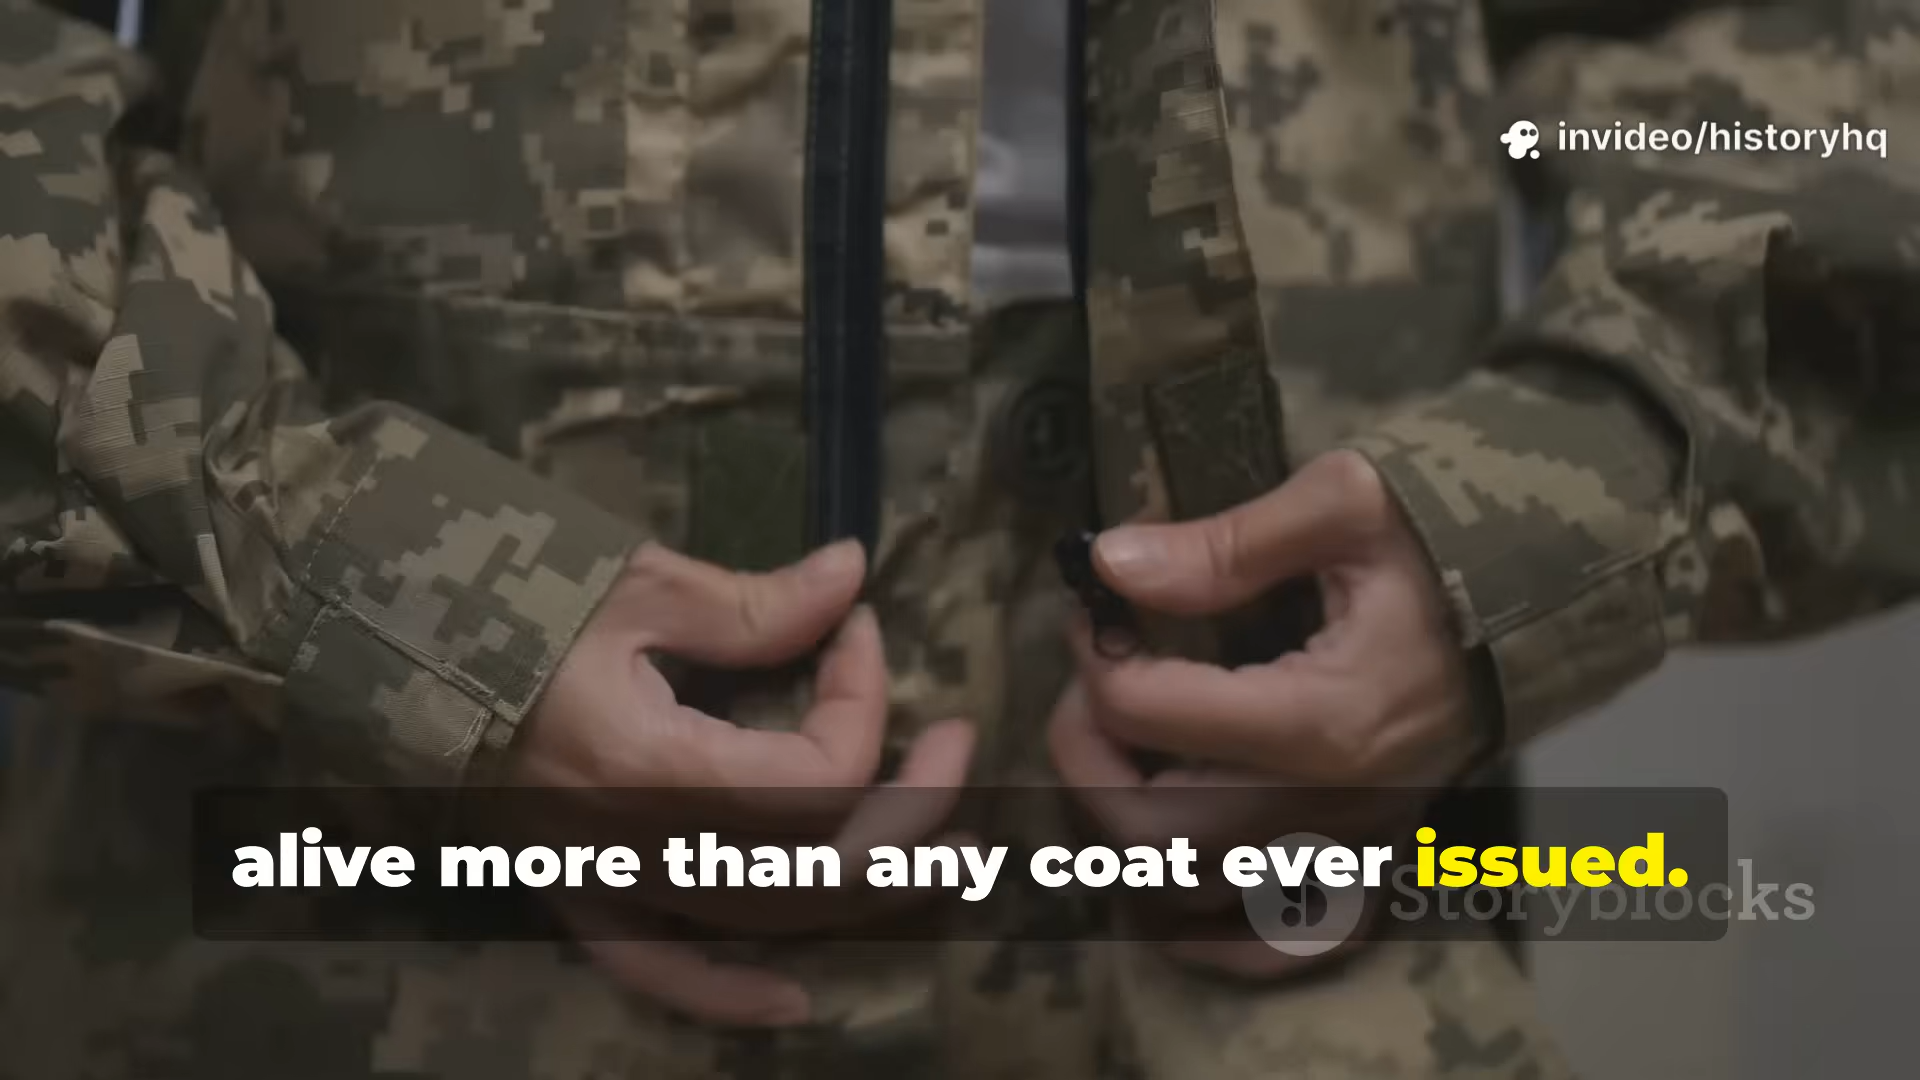 invideo/historyhq
alive more than any coat ever issued.
Storyblocks